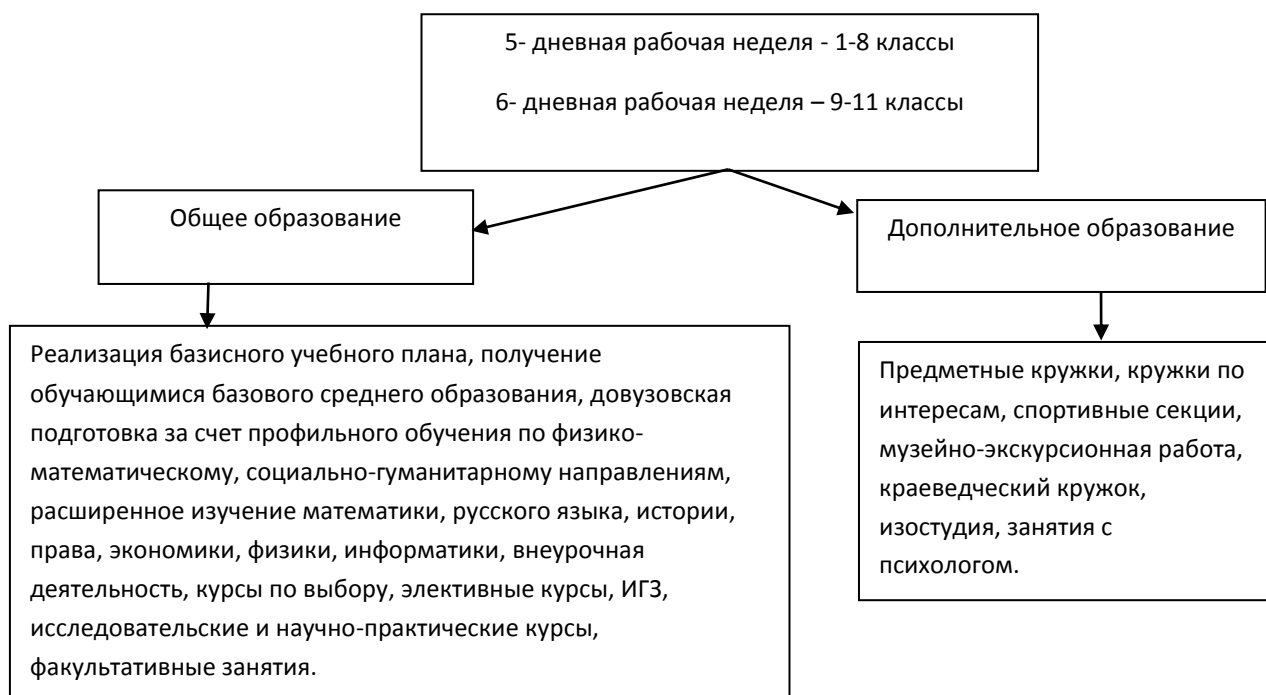 5- дневная рабочая неделя - 1-8 классы
6- дневная рабочая неделя – 9-11 классы
Общее образование
Дополнительное образование
Реализация базисного учебного плана, получение
обучающимися базового среднего образования, довузовская
подготовка за счет профильного обучения по физико-
математическому, социально-гуманитарному направлениям,
расширенное изучение математики, русского языка, истории,
права, экономики, физики, информатики, внеурочная
деятельность, курсы по выбору, элективные курсы, ИГЗ,
исследовательские и научно-практические курсы,
факультативные занятия.
Предметные кружки, кружки по
интересам, спортивные секции,
музейно-экскурсионная работа,
краеведческий кружок,
изостудия, занятия с
психологом.